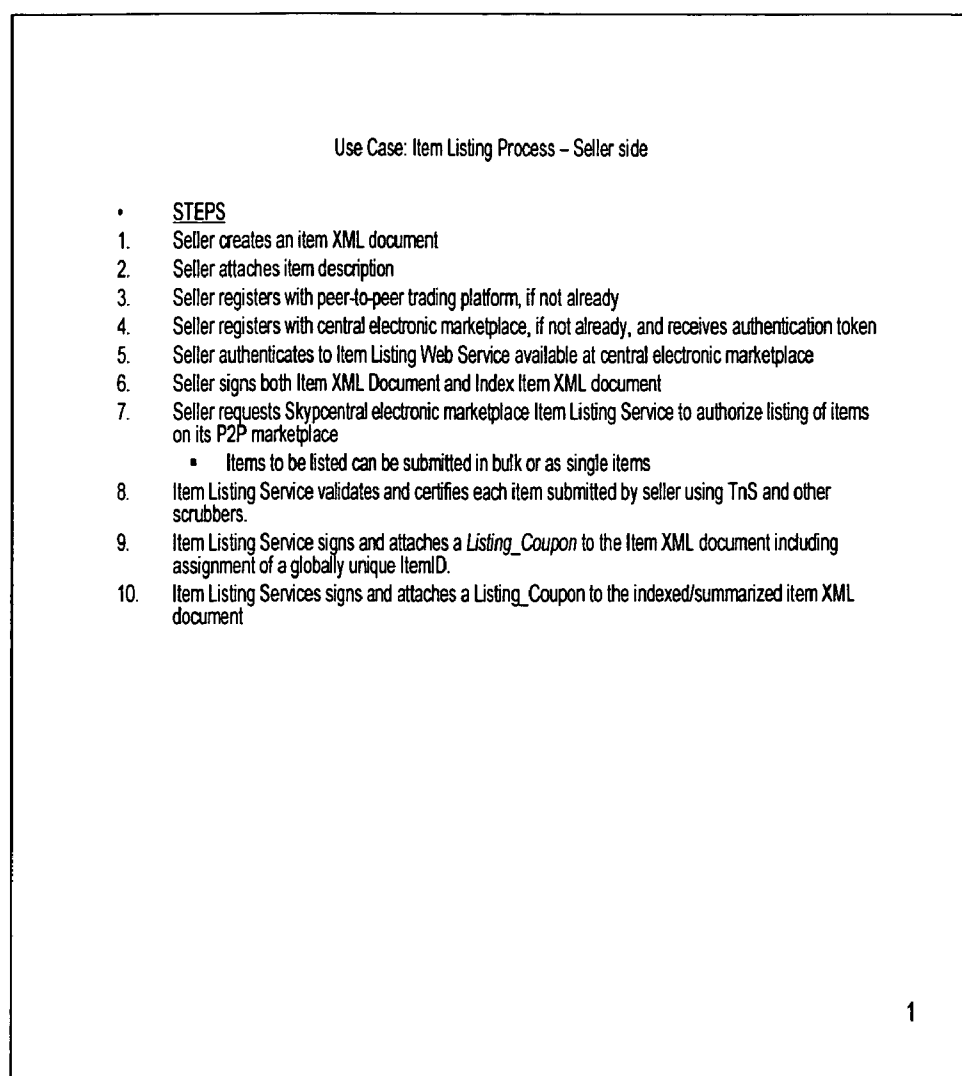 Use Case: Item Listing Process – Seller side
• STEPS
1. Seller creates an item XML document
2. Seller attaches item description
3. Seller registers with peer-to-peer trading platform, if not already
4. Seller registers with central electronic marketplace, if not already, and receives authentication token
5. Seller authenticates to Item Listing Web Service available at central electronic marketplace
6. Seller signs both Item XML Document and Index Item XML document
7. Seller requests Skypcentral electronic marketplace Item Listing Service to authorize listing of items
on its P2P marketplace
▪ Items to be listed can be submitted in bulk or as single items
8. Item Listing Service validates and certifies each item submitted by seller using TnS and other
scrubbers.
9. Item Listing Service signs and attaches a Listing_Coupon to the Item XML document including
assignment of a globally unique ItemID.
10. Item Listing Services signs and attaches a Listing_Coupon to the indexed/summarized item XML
document
1